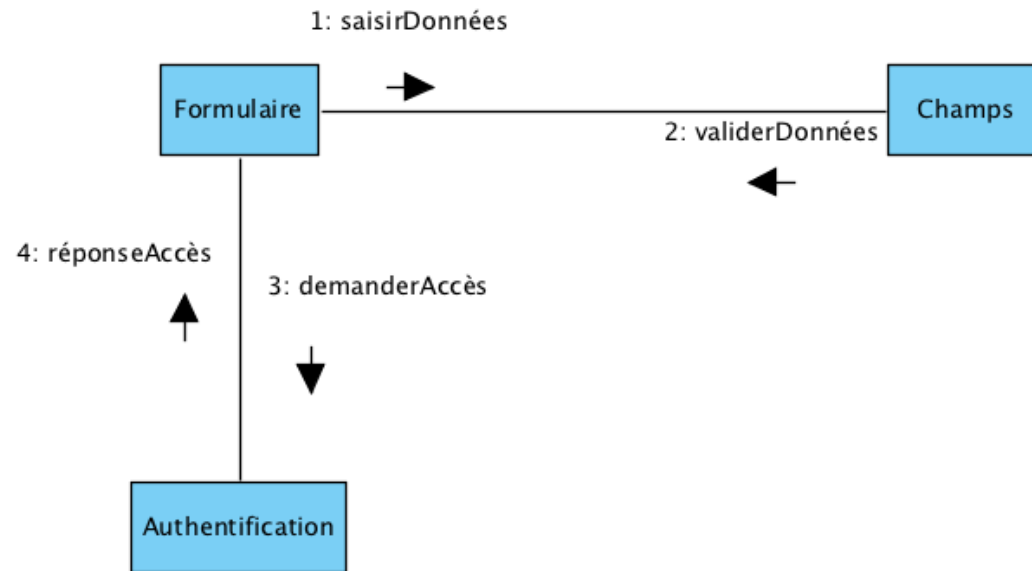 1: saisirDonnées
Formulaire
Champs
2: validerDonnées
4: réponseAccès
3: demanderAccès
Authentification